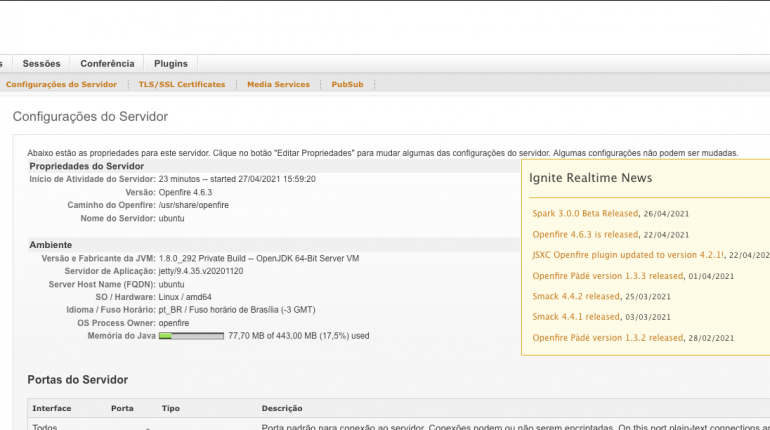 s Sessões Conferência Plugins
Configurações do Servidor TLS/SSL Certificates Media Services PubSub
Configurações do Servidor
Abaixo estão as propriedades para este servidor. Clique no botão "Editar Propriedades" para mudar algumas das configurações do servidor. Algumas configurações não podem ser mudadas.
Propriedades do Servidor
Inicio de Atividade do Servidor: 23 minutos -- started 27/04/2021 15:59:20
Versão: Openfire 4.6.3
Caminho do Openfire: /usr/share/openfire
Nome do Servidor: ubuntu
Ambiente
Versão e Fabricante da JVM: 1.8.0_292 Private Build -- OpenJDK 64-Bit Server VM
Servidor de Aplicação: jetty/9.4.35.v20201120
Server Host Name (FQDN): ubuntu
SO / Hardware: Linux / amd64
Idioma / Fuso Horário: pt_BR / Fuso horário de Brasília (-3 GMT)
OS Process Owner: openfire
Memória do Java 77,70 MB of 443,00 MB (17,5%) used
Ignite Realtime News
Spark 3.0.0 Beta Released, 26/04/2021
Openfire 4.6.3 is released, 22/04/2021
JSXC Openfire plugin updated to version 4.2.1!, 22/04/202
Openfire Pàdé version 1.3.3 released, 01/04/2021
Smack 4.4.2 released, 25/03/2021
Smack 4.4.1 released, 03/03/2021
Openfire Pàdé version 1.3.2 released, 28/02/2021
Portas do Servidor
Interface Porta Tipo Descrição
Todos - Porta padrão para conexão ao servidor. Conexões podem ou não serem encriptadas. On this port plain-text connections a